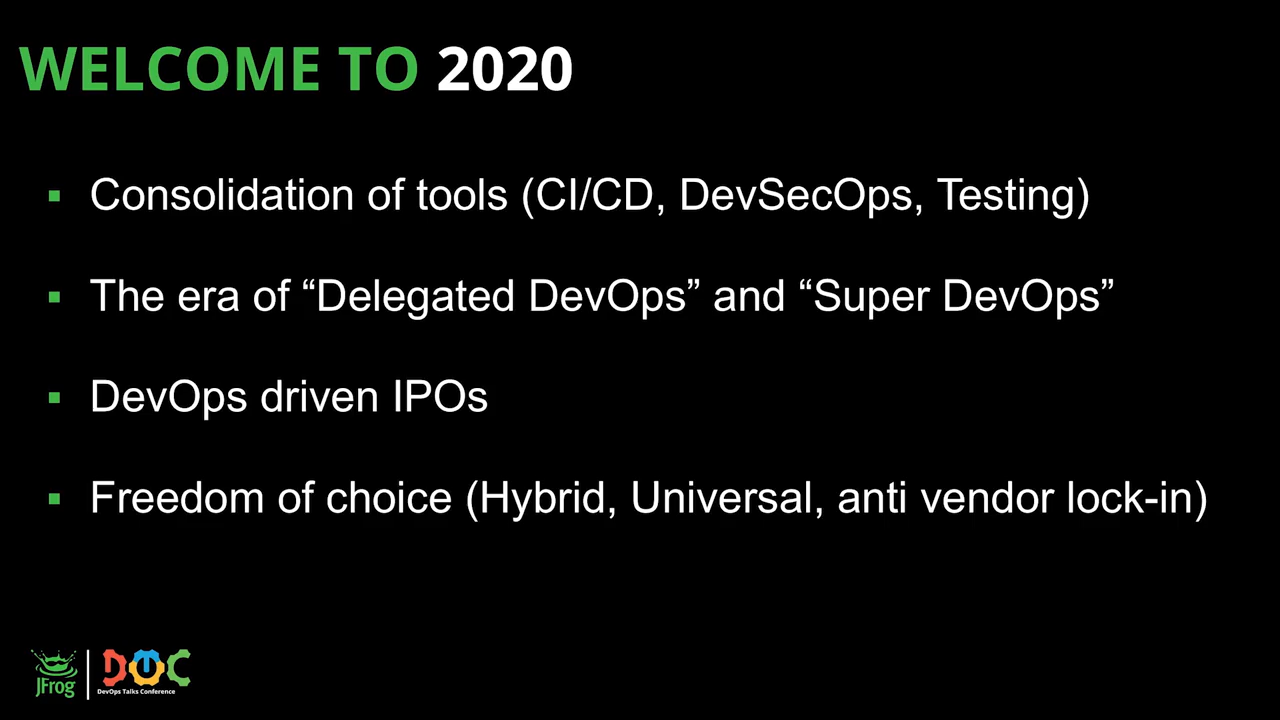 WELCOME TO 2020
▪ Consolidation of tools (CI/CD, DevSecOps, Testing)
▪ The era of “Delegated DevOps” and “Super DevOps”
▪ DevOps driven IPOs
▪ Freedom of choice (Hybrid, Universal, anti vendor lock-in)
JFrog
DOC
DevOps Talks Conference